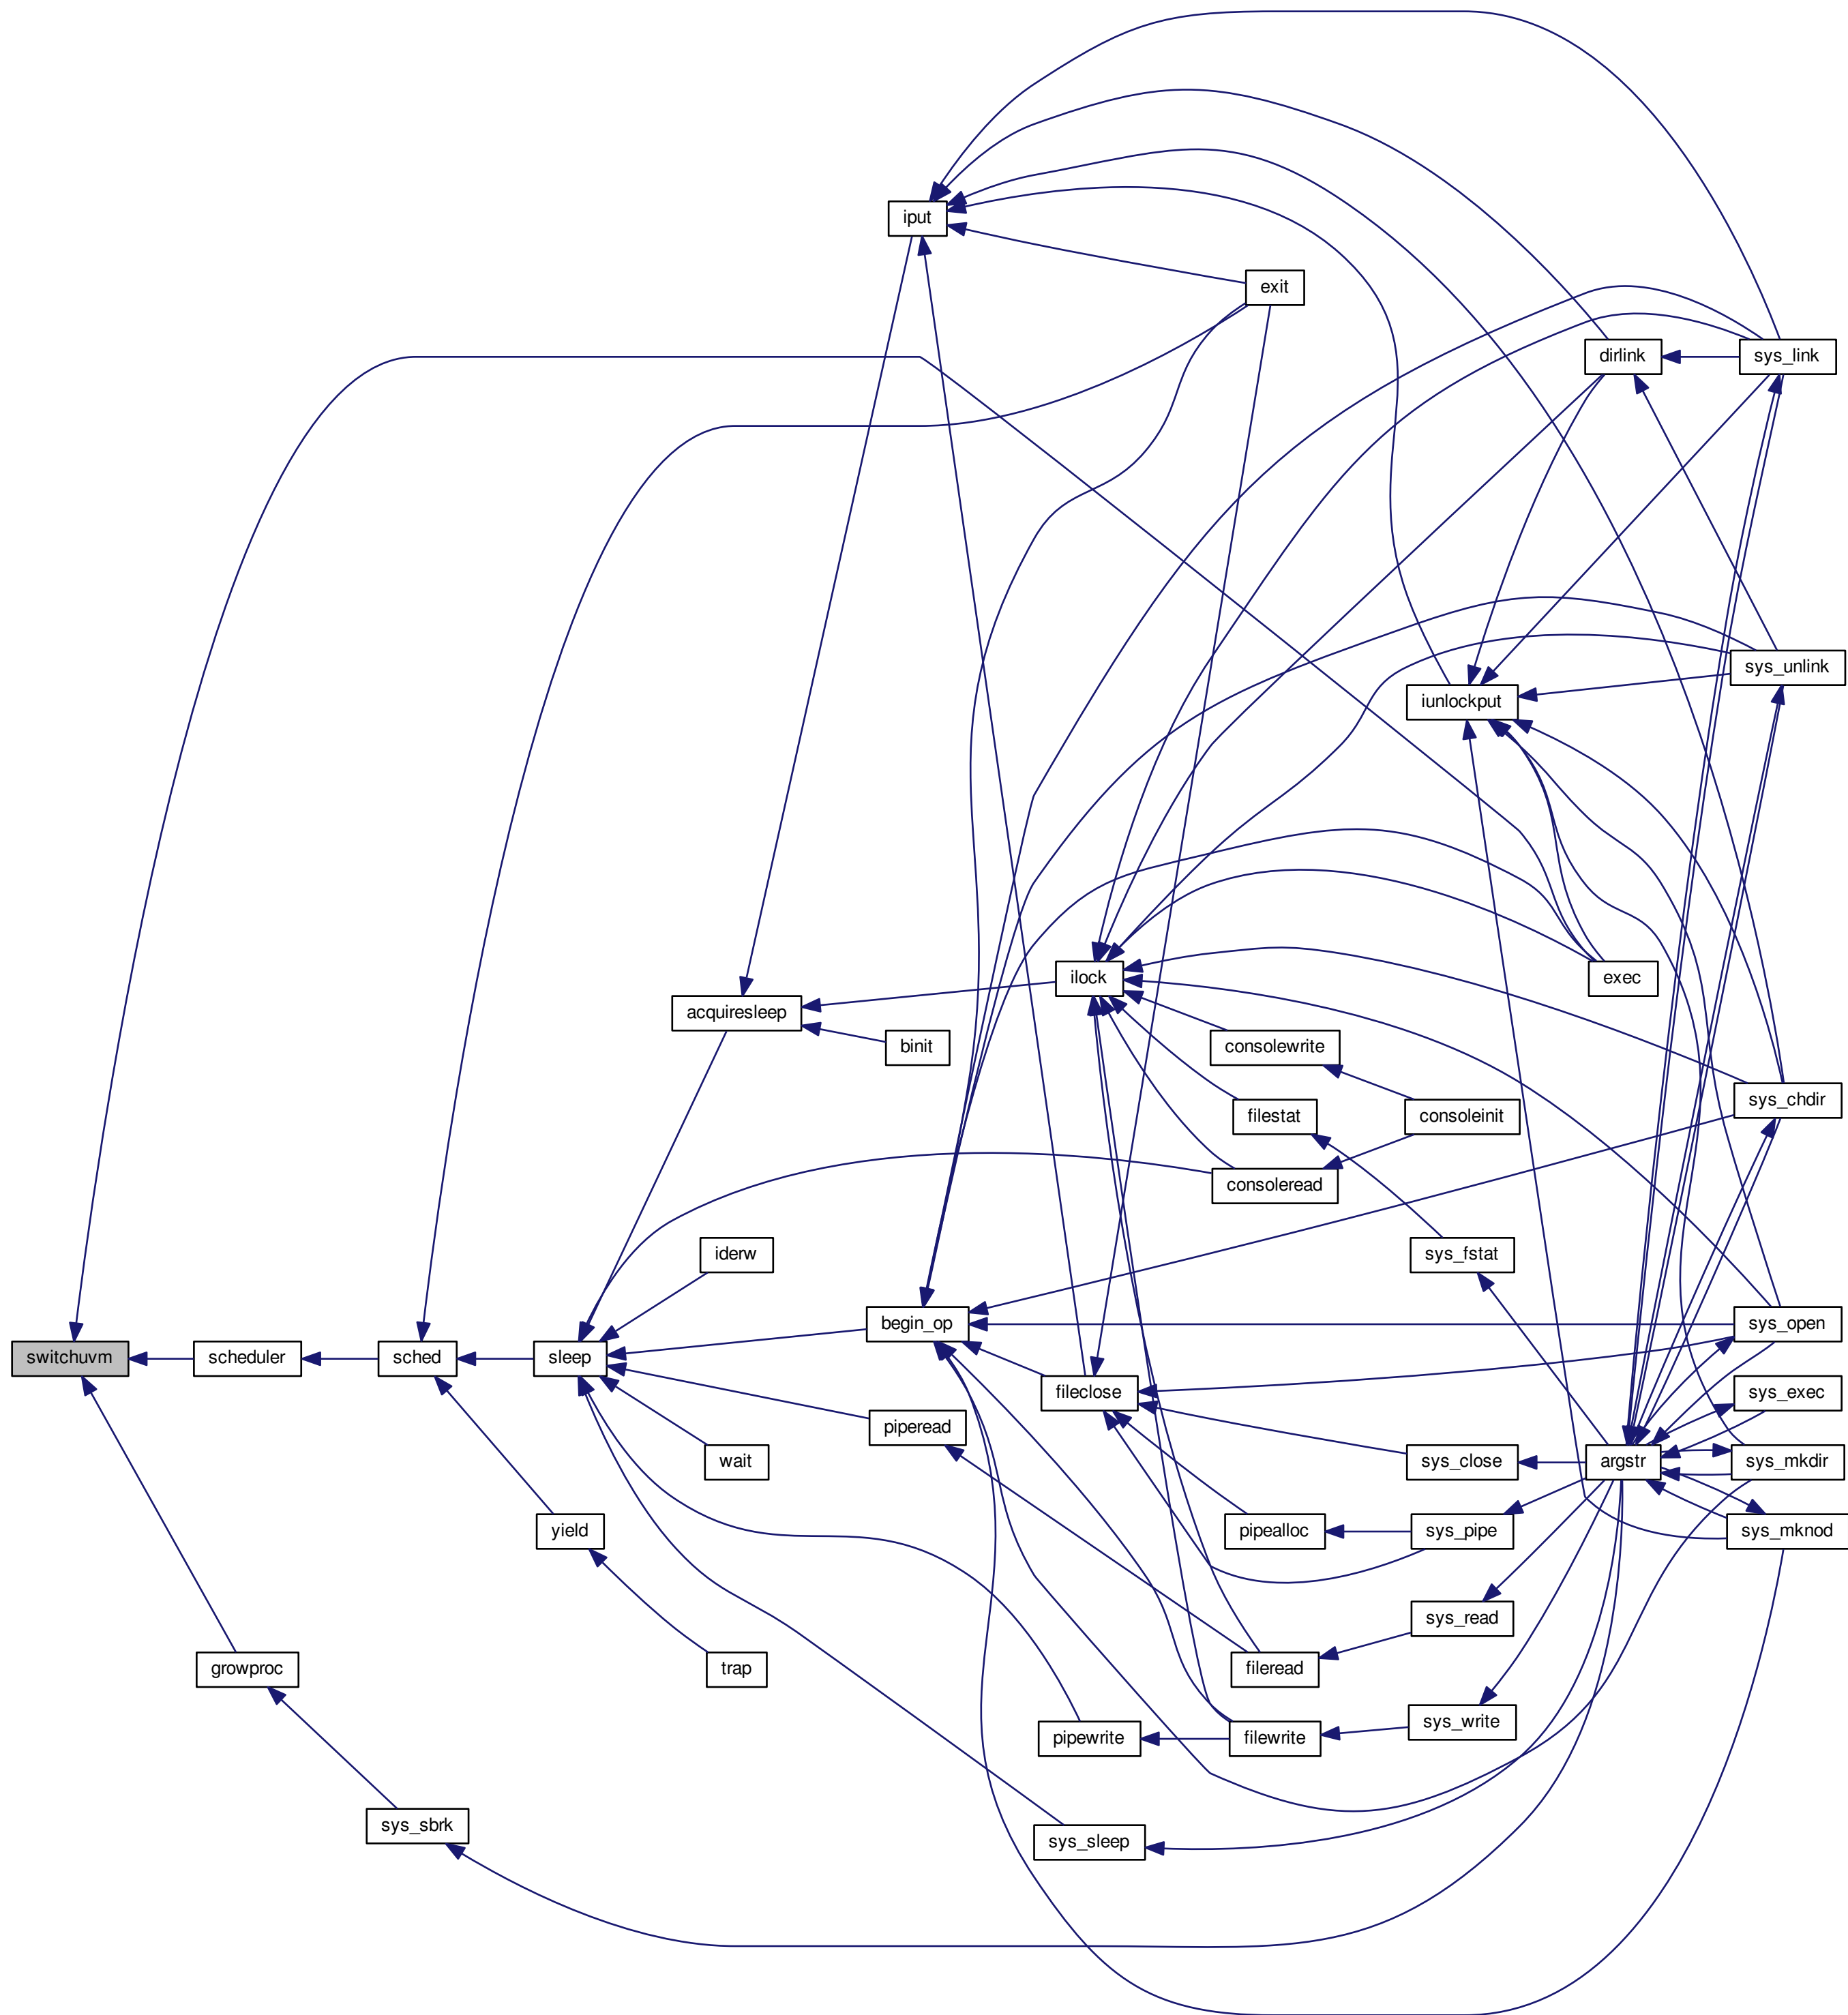 iput
exit
dirlink
sys_link
sys_unlink
iunlockput
ilock
exec
acquiresleep
binit
consolewrite
sys_chdir
filestat
consoleinit
consoleread
iderw
sys_fstat
begin_op
sys_open
switchuvm
scheduler
sched
sleep
fileclose
sys_exec
piperead
wait
sys_close
argstr
sys_mkdir
yield
pipealloc
sys_pipe
sys_mknod
sys_read
growproc
trap
fileread
pipewrite
filewrite
sys_write
sys_sbrk
sys_sleep